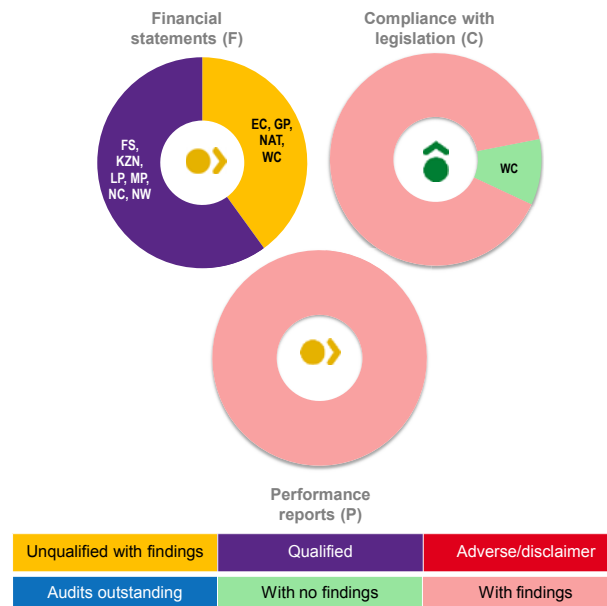 Financial
statements (F)
Compliance with
legislation (C)
EC, GP,
NAT,
WC
FS,
KZN,
LP, MP,
NC, NW
WC
Performance
reports (P)
Unqualified with findings
Qualified
Adverse/disclaimer
Audits outstanding
With no findings
With findings